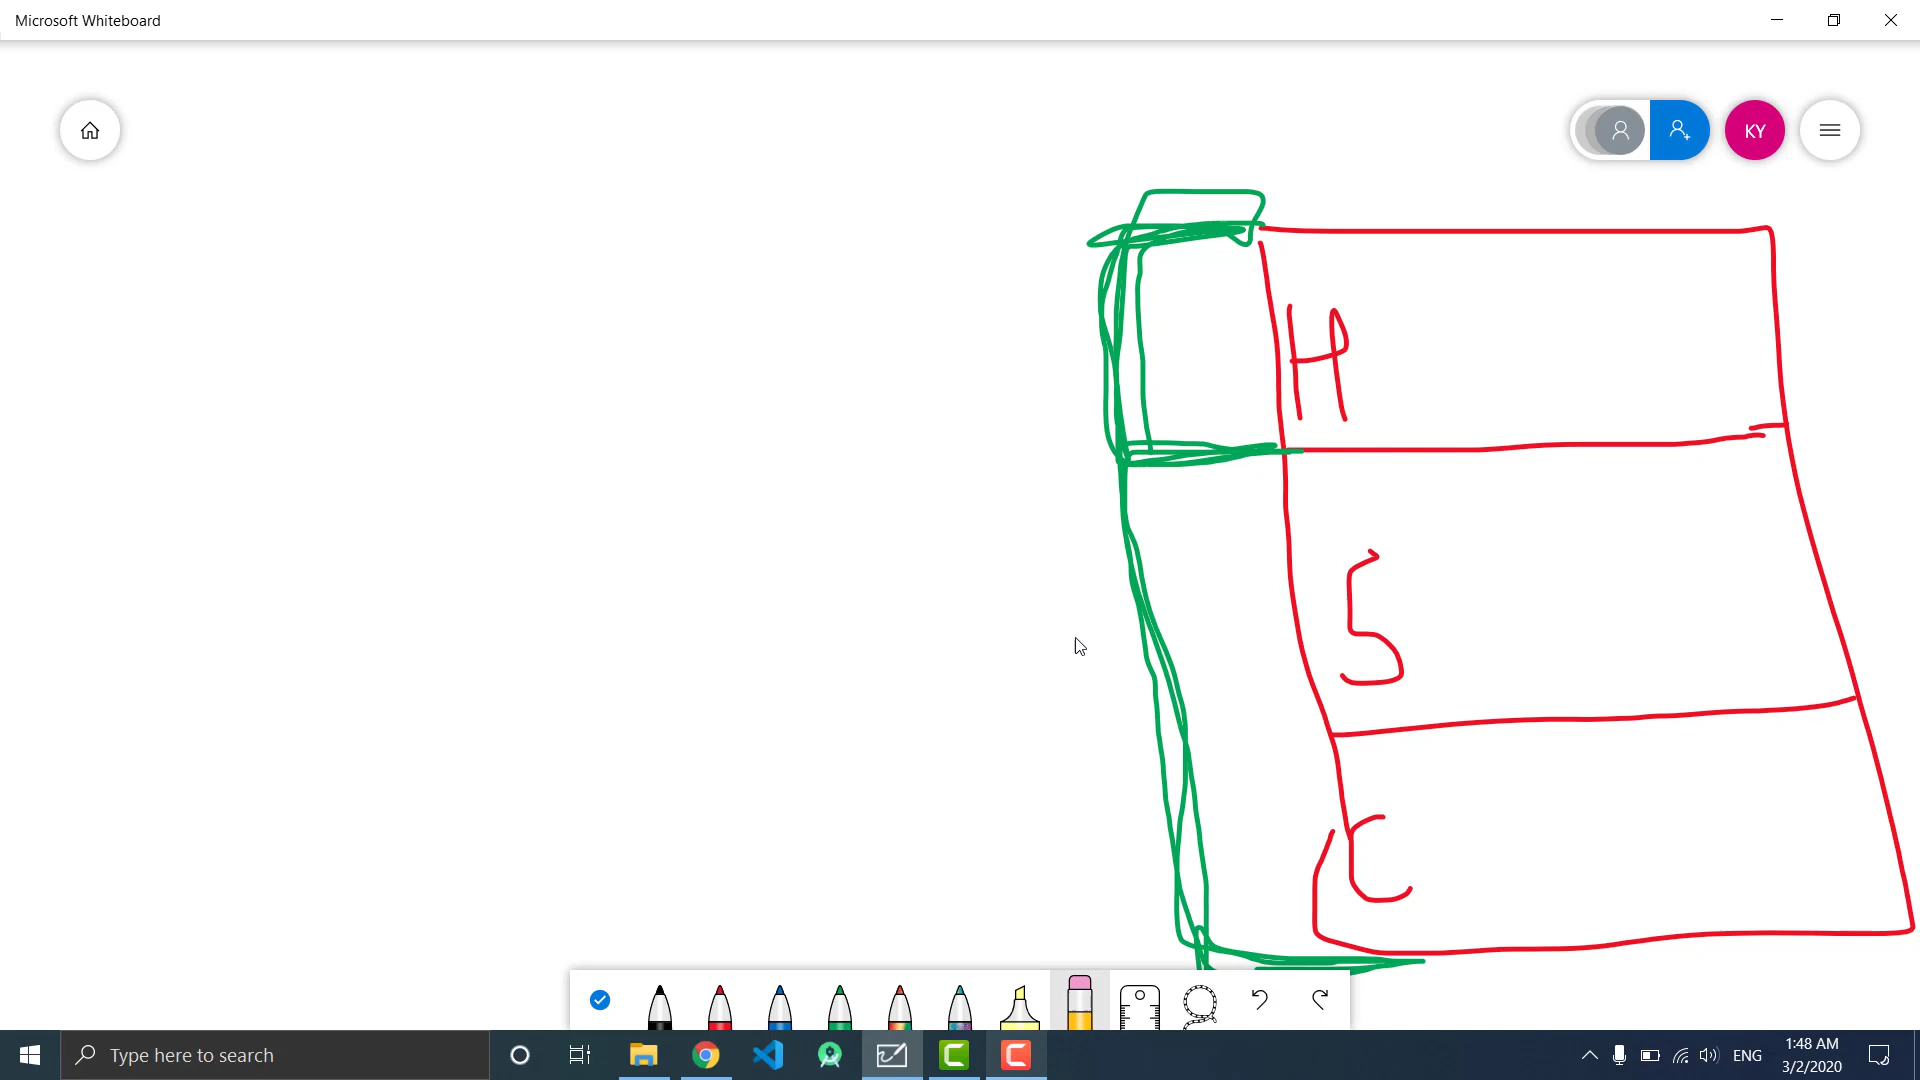 Microsoft Whiteboard
KY
H
S
C
Type here to search
ENG
1:48 AM
3/2/2020